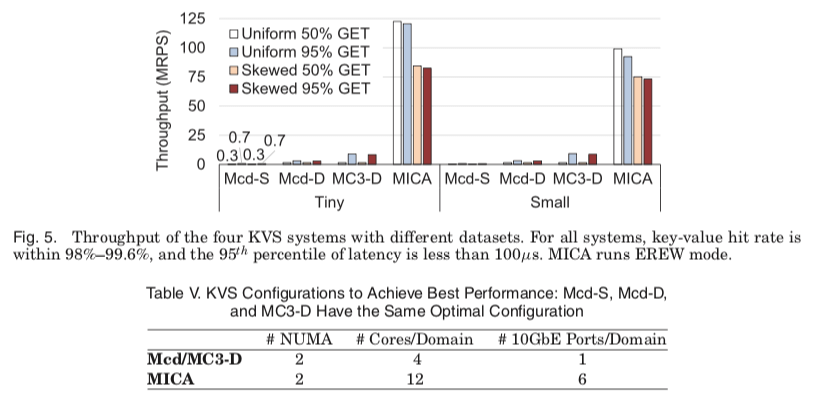 125
100
75
50
25
0
Throughput (MRPS)
Uniform 50% GET
Uniform 95% GET
Skewed 50% GET
Skewed 95% GET
0.7 0.7
0.3 0.3
Mcd-S Mcd-D MC3-D MICA Mcd-S Mcd-D MC3-D MICA
Tiny Small
Fig. 5. Throughput of the four KVS systems with different datasets. For all systems, key-value hit rate is
within 98%–99.6%, and the 95th percentile of latency is less than 100μs. MICA runs EREW mode.
Table V. KVS Configurations to Achieve Best Performance: Mcd-S, Mcd-D,
and MC3-D Have the Same Optimal Configuration
# NUMA # Cores/Domain # 10GbE Ports/Domain
Mcd/MC3-D 2 4 1
MICA 2 12 6